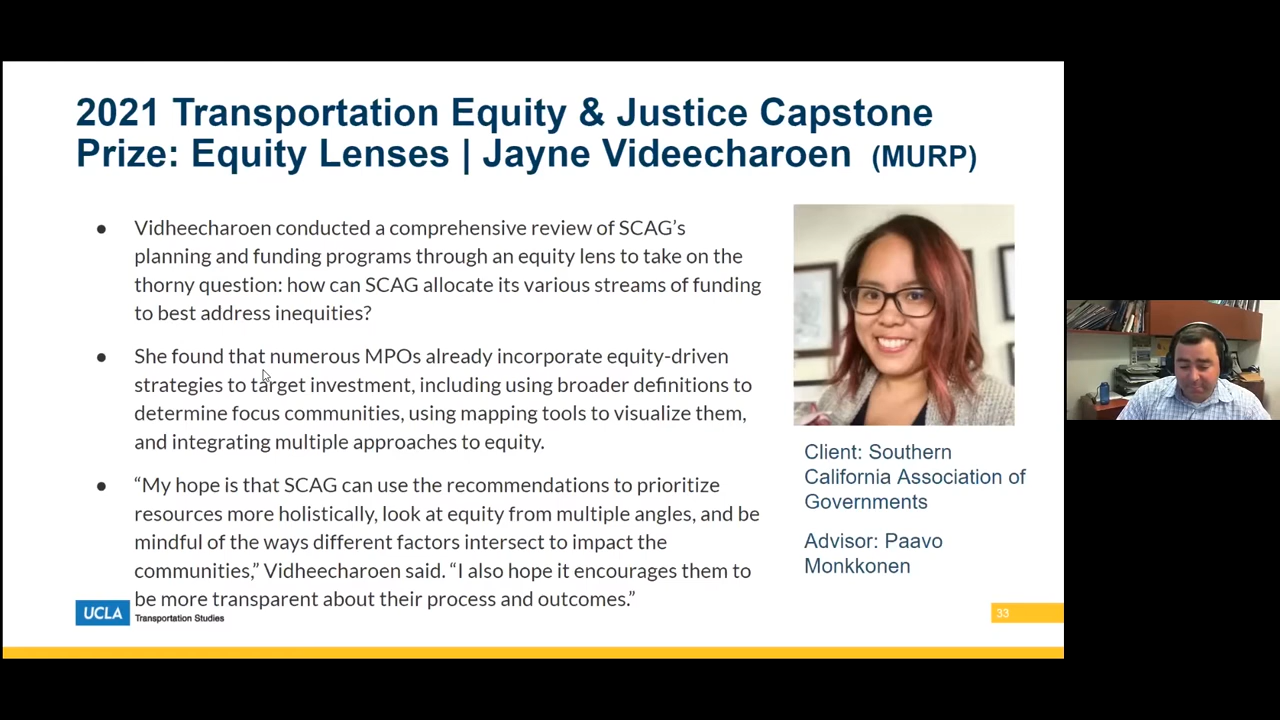 2021 Transportation Equity & Justice Capstone
Prize: Equity Lenses | Jayne Videecharoen (MURP)
● Vidheecharoen conducted a comprehensive review of SCAG’s
planning and funding programs through an equity lens to take on the
thorny question: how can SCAG allocate its various streams of funding
to best address inequities?
● She found that numerous MPOs already incorporate equity-driven
strategies to target investment, including using broader definitions to
determine focus communities, using mapping tools to visualize them,
and integrating multiple approaches to equity.
● “My hope is that SCAG can use the recommendations to prioritize
resources more holistically, look at equity from multiple angles, and be
mindful of the ways different factors intersect to impact the
communities,” Vidheecharoen said. “I also hope it encourages them to
be more transparent about their process and outcomes.”
Client: Southern
California Association of
Governments
Advisor: Paavo
Monkkonen
UCLA Transportation Studies
33